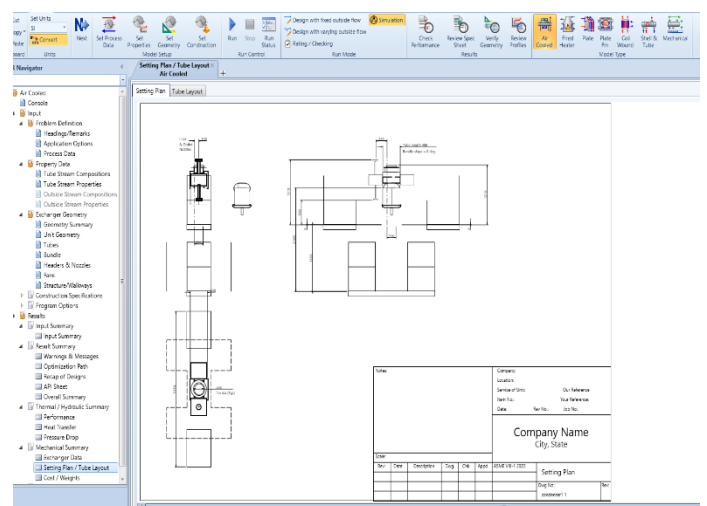 Cut
Set Units
SI
Copy
Convert
Paste
Next
Set Process Data
Set Properties
Set Geometry
Set Construction
Run
Stop
Run Status
Design with fixed outside flow
Simulation
Design with varying outside flow
Rating / Checking
Check Performance
Review Spec Sheet
Verify Geometry
Review Profiles
Air Cooled
Fired Heater
Plate
Plate Fin
Coil Wound
Shell & Tube
Mechanical
Units
Model Setup
Run Control
Run Mode
Results
Model Type
Navigator
Setting Plan / Tube Layout
Air Cooled
+
Setting Plan
Tube Layout
Air Cooled
Console
Input
Problem Definition
Headings/Remarks
Application Options
Process Data
Property Data
Tube Stream Compositions
Tube Stream Properties
Outside Stream Compositions
Outside Stream Properties
Exchanger Geometry
Geometry Summary
Unit Geometry
Tubes
Bundle
Headers & Nozzles
Fans
Structure/Walkways
Construction Specifications
Program Options
Results
Input Summary
Input Summary
Result Summary
Warnings & Messages
Optimization Path
Recap of Designs
API Sheet
Overall Summary
Thermal / Hydraulic Summary
Performance
Heat Transfer
Pressure Drop
Mechanical Summary
Exchanger Data
Setting Plan / Tube Layout
Cost / Weights
Notes
Company:
Location:
Service of Unit:
Our Reference:
Item No.:
Your Reference:
Date:
Rev No.:
Job No.:
Company Name
City, State
Scale:
Rev
Date
Description
Dwg
Chk
Appd
Setting Plan
Dwg No.:
Rev